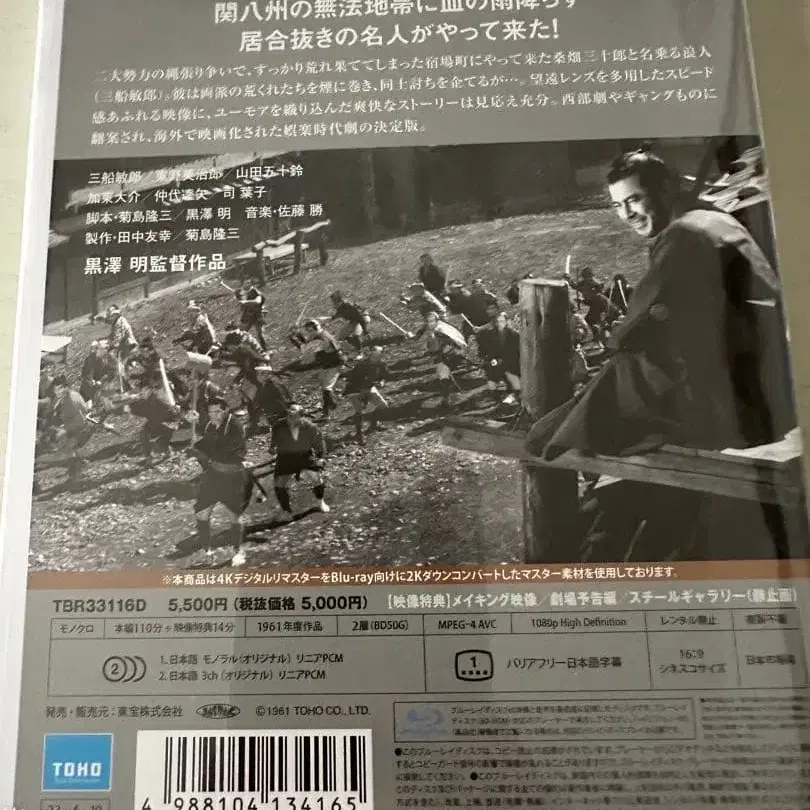 関八州の無法地帯に血の雨降らす
居合抜きの名人がやって来た!
二大勢力の縄張り争いで、すっかり荒れ果ててしまった宿場町にやって来た桑畑三十郎と名乗る浪人
(三船敏郎)。彼は両派の荒くれたちを煙に巻き、同士討ちを企てるが…。望遠レンズを多用したスピード
感あふれる映像に、ユーモアを織り込んだ爽快なストーリーは見応え充分。西部劇やギャングものに
翻案され、海外で映画化された娯楽時代劇の決定版。
三船敏郎/東野英治郎/山田五十鈴
加東大介/仲代達矢/司 葉子
脚本・菊島隆三/黒澤 明 音楽・佐藤 勝
製作・田中友幸/菊島隆三
黒澤 明監督作品
※本商品は4KデジタルリマスターをBlu-ray向けに2Kダウンコンバートしたマスター素材を使用しております。
TBR33116D 5,500円(税抜価格 5,000円) 【映像特典】メイキング映像/劇場予告編/スチールギャラリー(静止画)
モノクロ 本編110分+映像特典14分 1961年度作品 2層(BD50G) MPEG-4 AVC 1080p High Definition レンタル禁止 複製不能
2 1. 日本語 モノラル(オリジナル) リニアPCM
2. 日本語 3ch(オリジナル) リニアPCM
1 バリアフリー日本語字幕
16:9
シネスコサイズ
日本市場向
発売・販売元:東宝株式会社 ©1961 TOHO CO., LTD.
TOHO
4 988104 134165